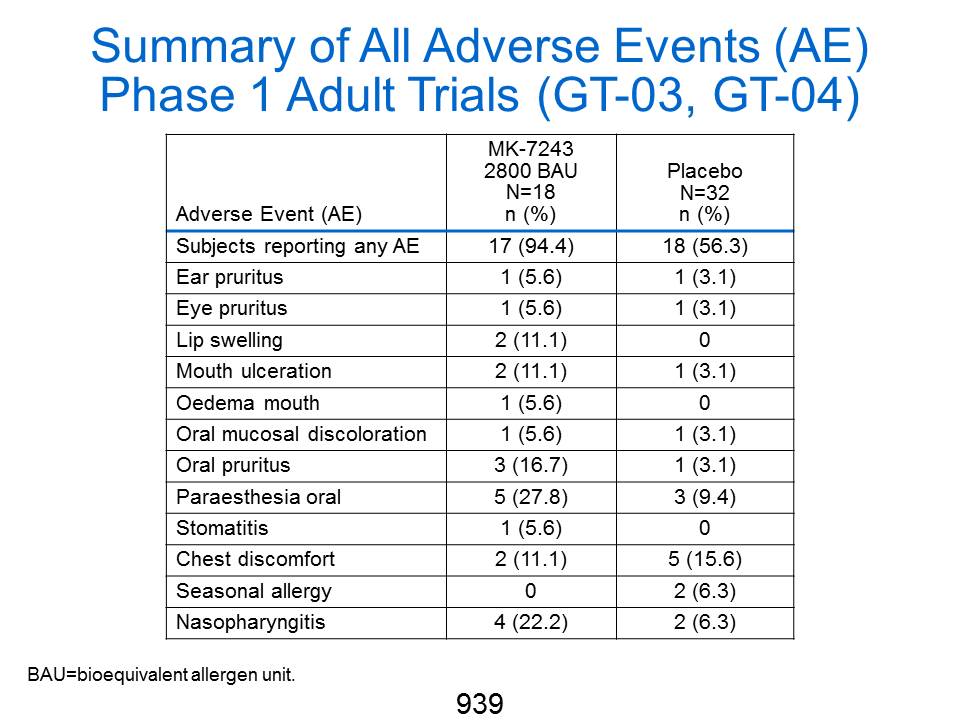 Summary of All Adverse Events (AE)
Phase 1 Adult Trials (GT-03, GT-04)
Adverse Event (AE)
MK-7243
2800 BAU
N=18
n (%)
Placebo
N=32
n (%)
Subjects reporting any AE 17 (94.4) 18 (56.3)
Ear pruritus 1 (5.6) 1 (3.1)
Eye pruritus 1 (5.6) 1 (3.1)
Lip swelling 2 (11.1) 0
Mouth ulceration 2 (11.1) 1 (3.1)
Oedema mouth 1 (5.6) 0
Oral mucosal discoloration 1 (5.6) 1 (3.1)
Oral pruritus 3 (16.7) 1 (3.1)
Paraesthesia oral 5 (27.8) 3 (9.4)
Stomatitis 1 (5.6) 0
Chest discomfort 2 (11.1) 5 (15.6)
Seasonal allergy 0 2 (6.3)
Nasopharyngitis 4 (22.2) 2 (6.3)
BAU=bioequivalent allergen unit.
939